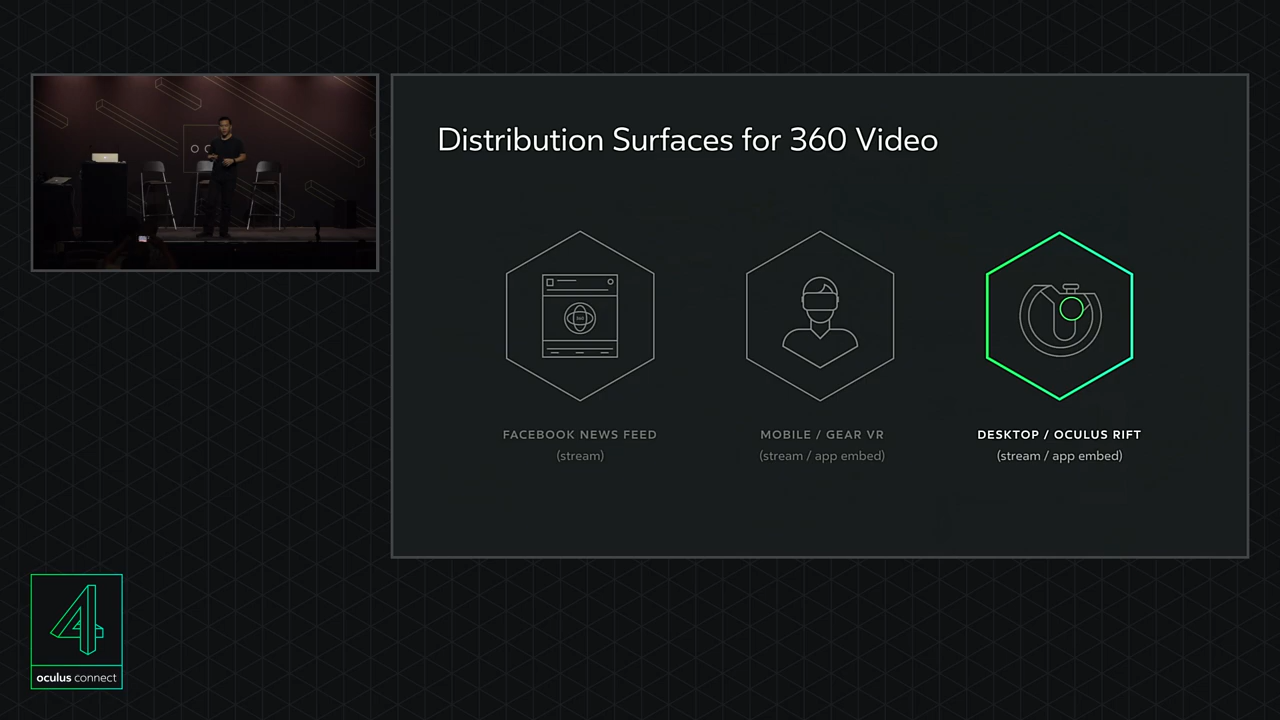 Distribution Surfaces for 360 Video
360
FACEBOOK NEWS FEED
(stream)
MOBILE / GEAR VR
(stream / app embed)
DESKTOP / OCULUS RIFT
(stream / app embed)
4
oculus connect